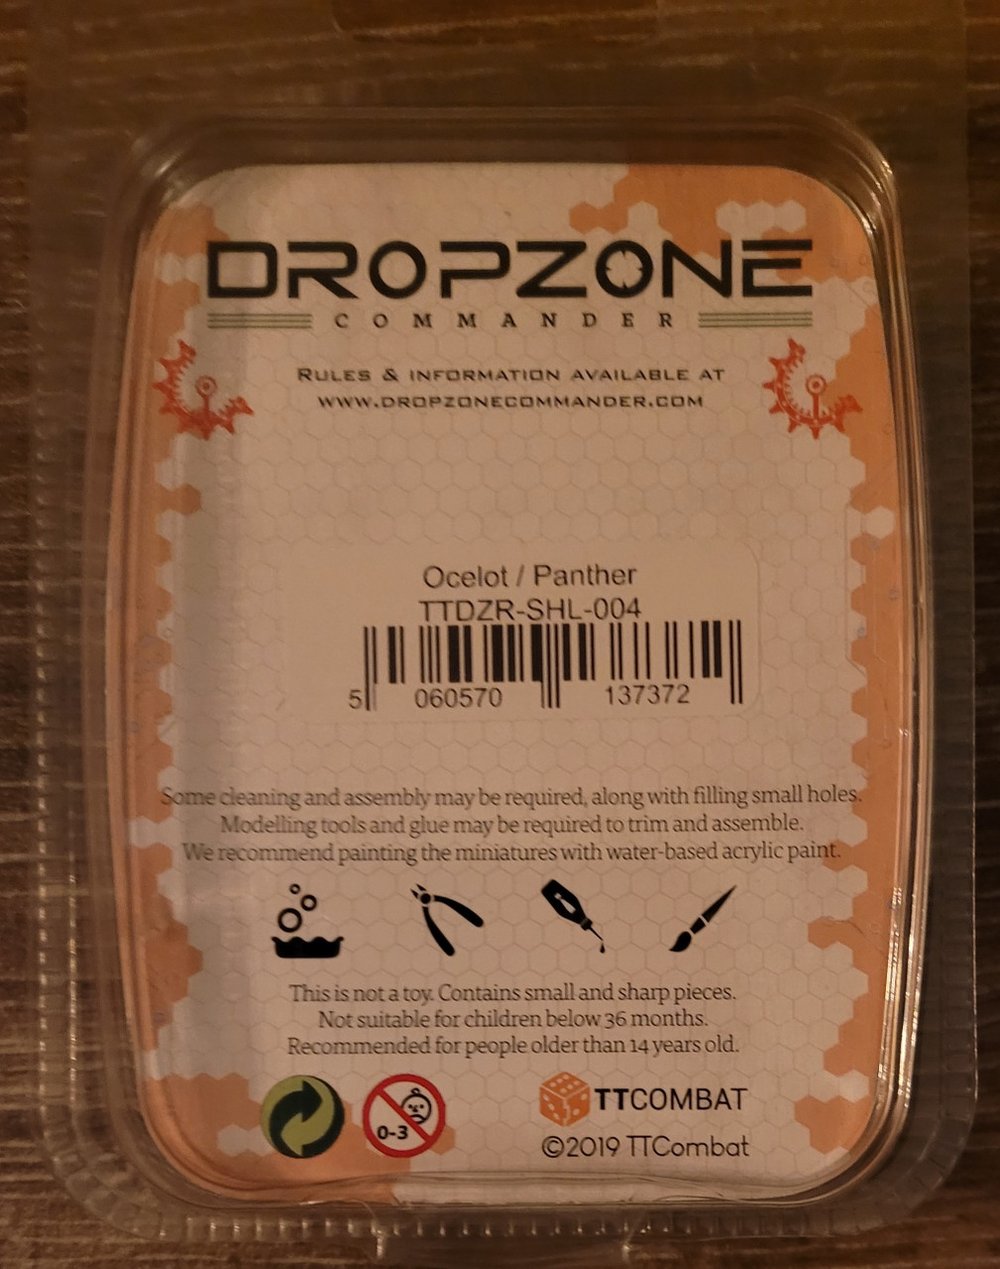 DROPZONE
COMMANDER
RULES & INFORMATION AVAILABLE AT
WWW.DROPZONECOMMANDER.COM
Ocelot / Panther
TTDZR-SHL-004
5 060570 137372
Some cleaning and assembly may be required, along with filling small holes.
Modelling tools and glue may be required to trim and assemble.
We recommend painting the miniatures with water-based acrylic paint.
This is not a toy. Contains small and sharp pieces.
Not suitable for children below 36 months.
Recommended for people older than 14 years old.
0-3
TTCOMBAT
©2019 TTCombat